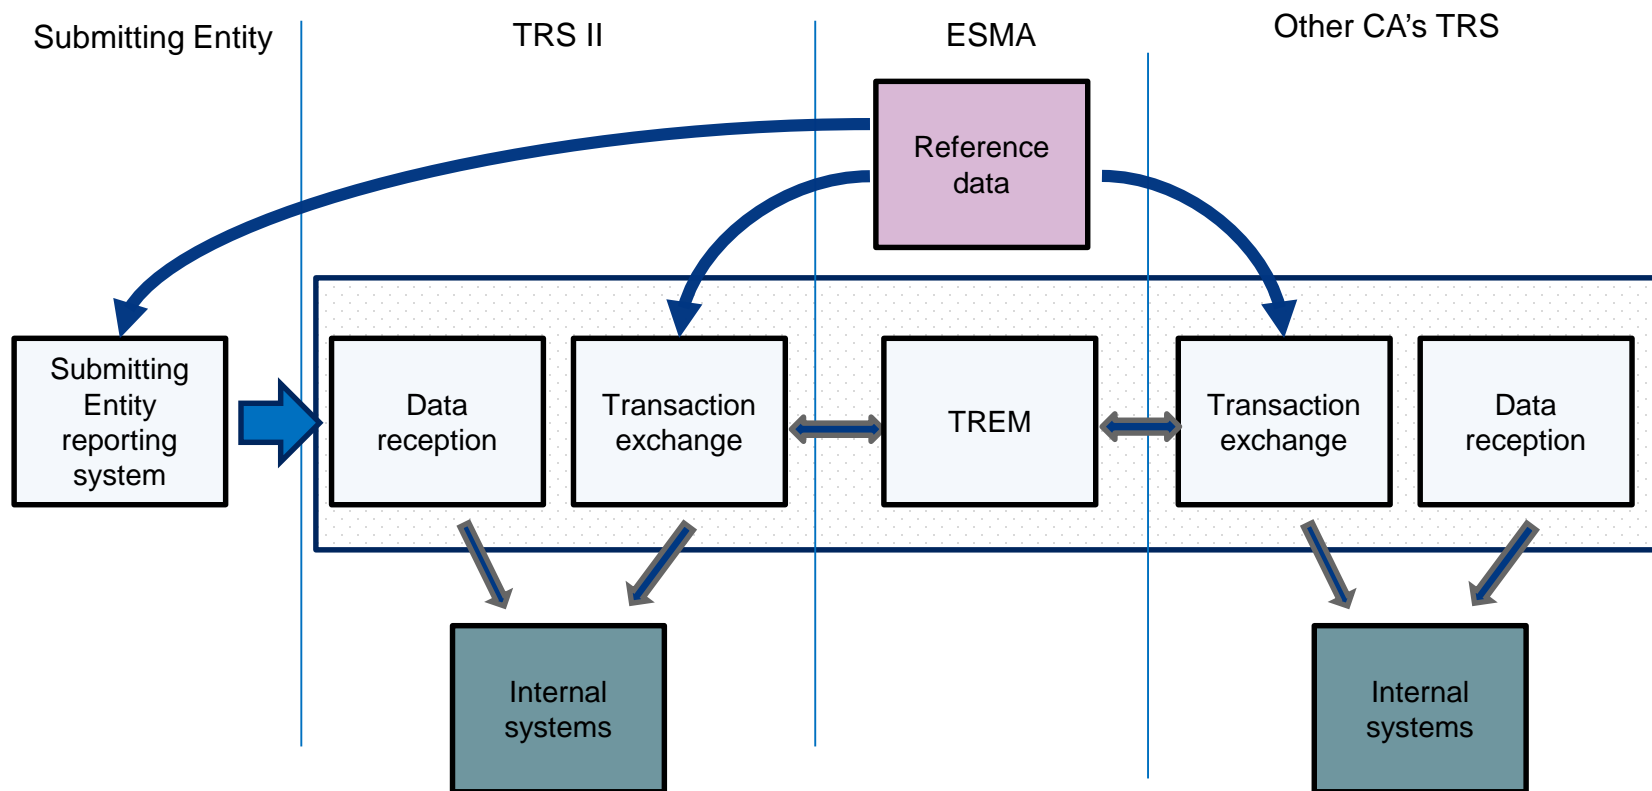 Submitting Entity
TRS II
ESMA
Other CA's TRS
Reference
data
Submitting
Entity
reporting
system
Data
reception
Transaction
exchange
TREM
Transaction
exchange
Data
reception
Internal
systems
Internal
systems